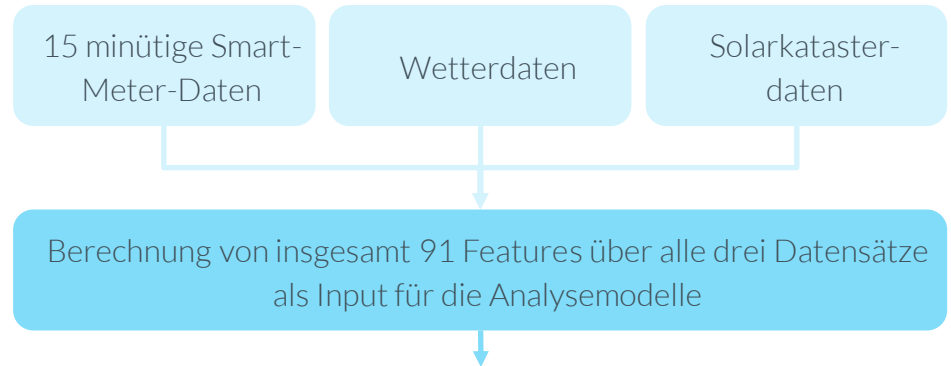 15 minütige Smart-
Meter-Daten
Wetterdaten
Solarkataster-
daten
Berechnung von insgesamt 91 Features über alle drei Datensätze
als Input für die Analysemodelle